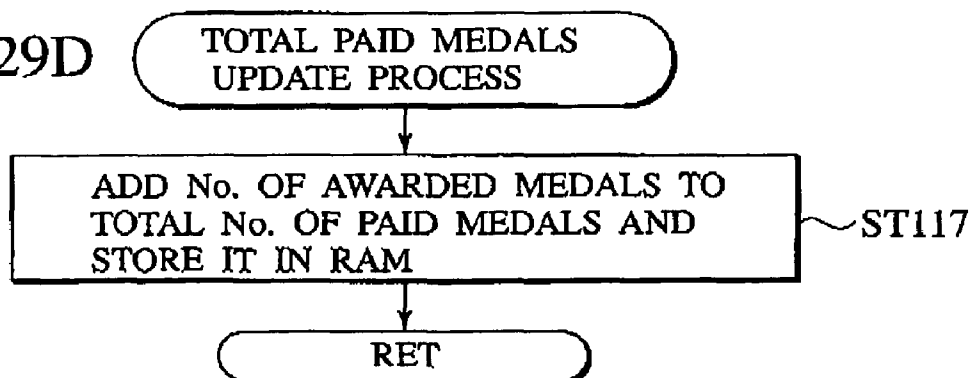 29D
TOTAL PAID MEDALS
UPDATE PROCESS
ADD No. OF AWARDED MEDALS TO
TOTAL No. OF PAID MEDALS AND
STORE IT IN RAM
ST117
RET